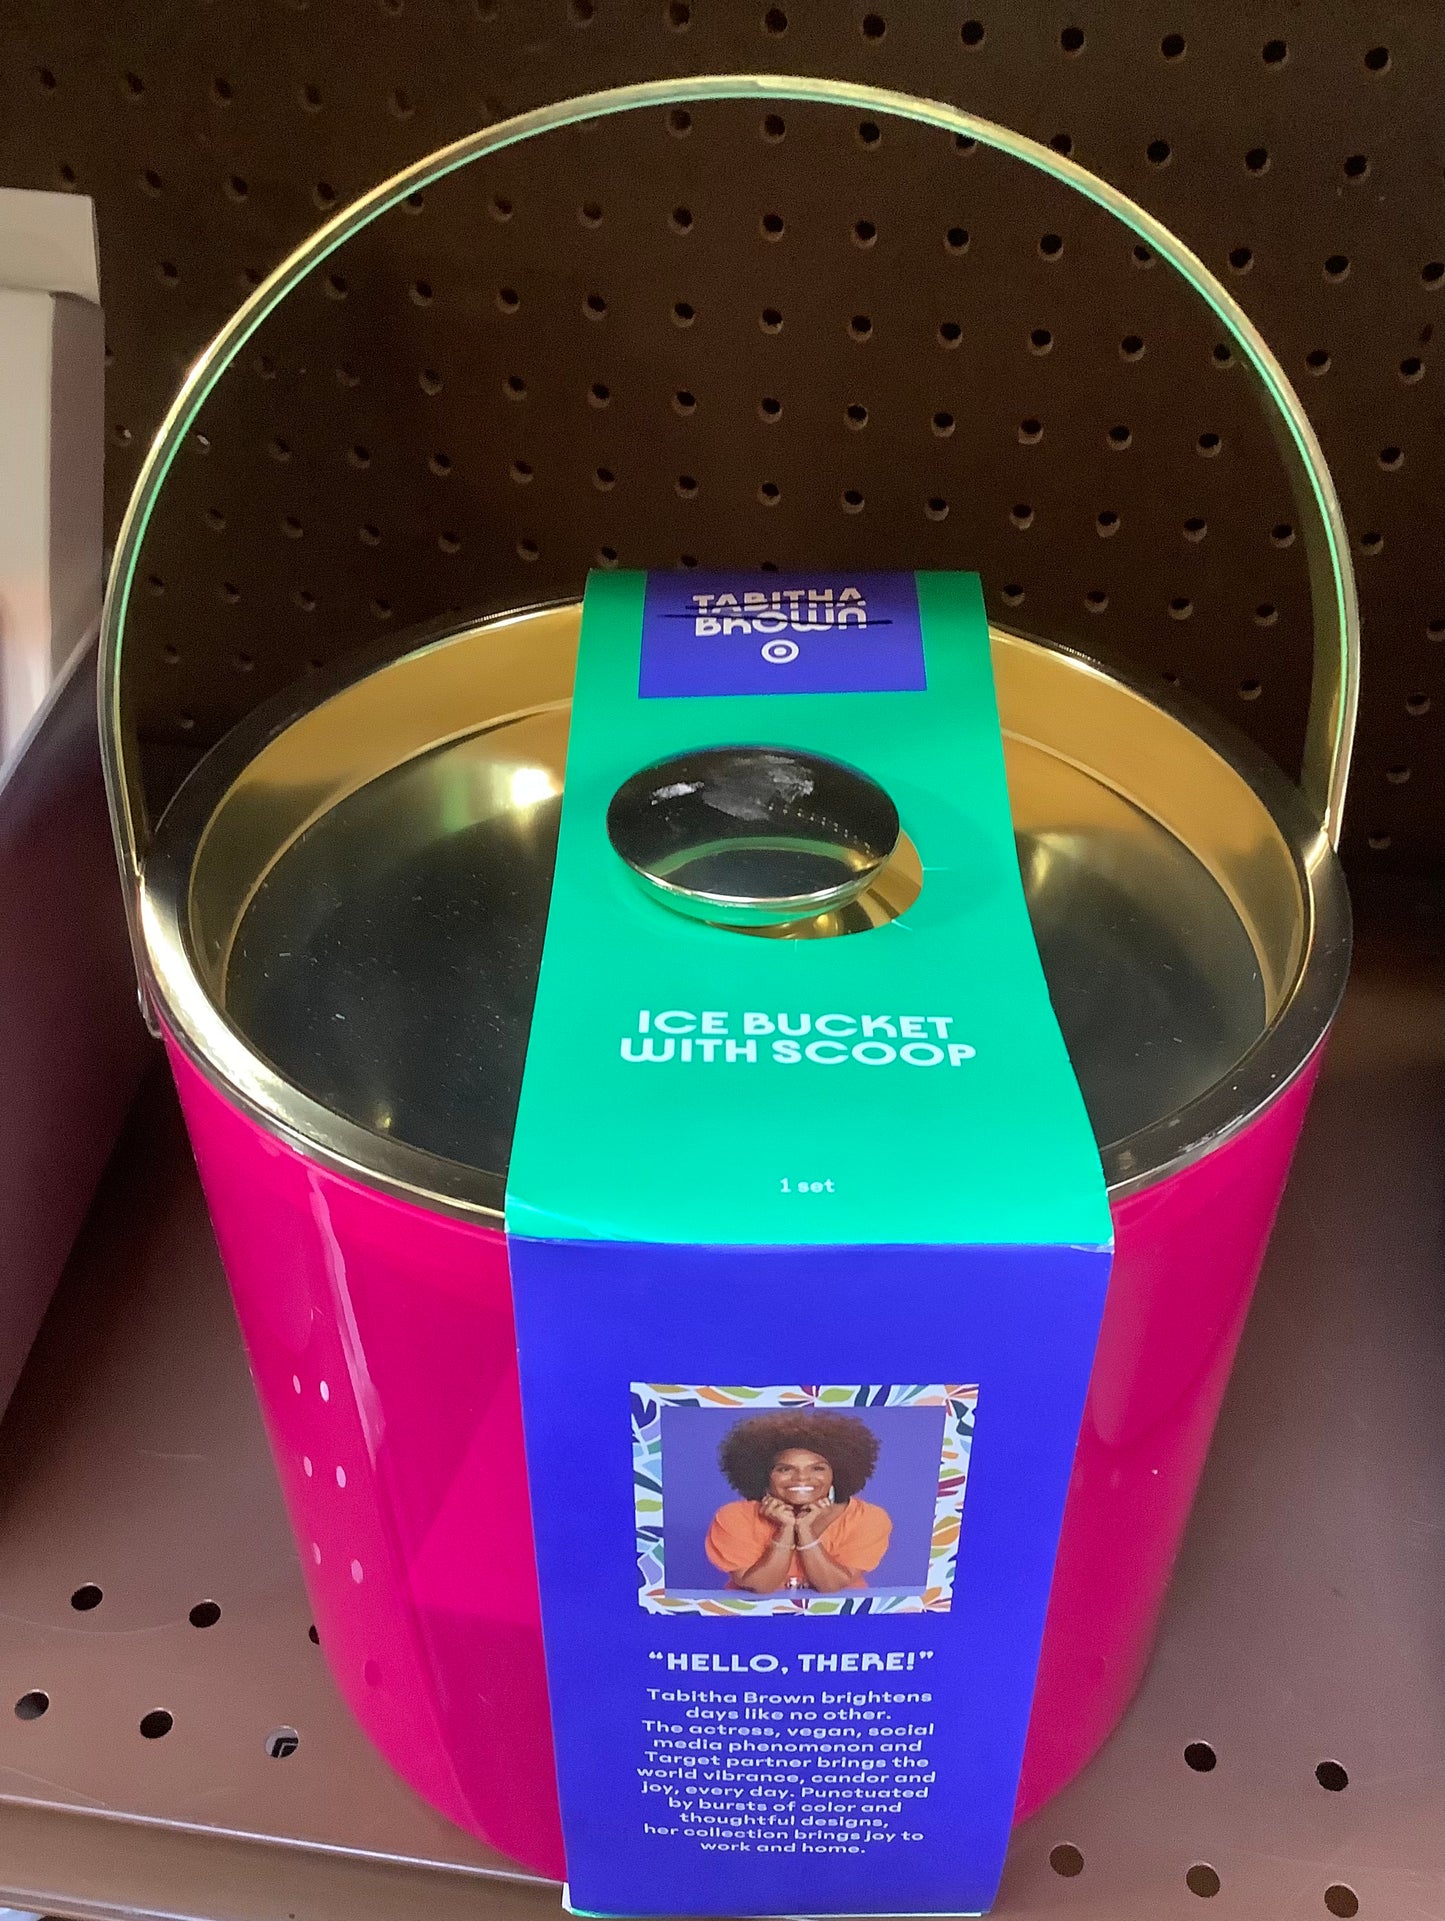 TABITHA
BROWN
ICE BUCKET
WITH SCOOP
1 set
“HELLO, THERE!”
Tabitha Brown brightens
days like no other.
The actress, vegan, social
media phenomenon and
Target partner brings the
world vibrance, candor and
joy, every day. Punctuated
by bursts of color and
thoughtful designs,
her collection brings joy to
work and home.